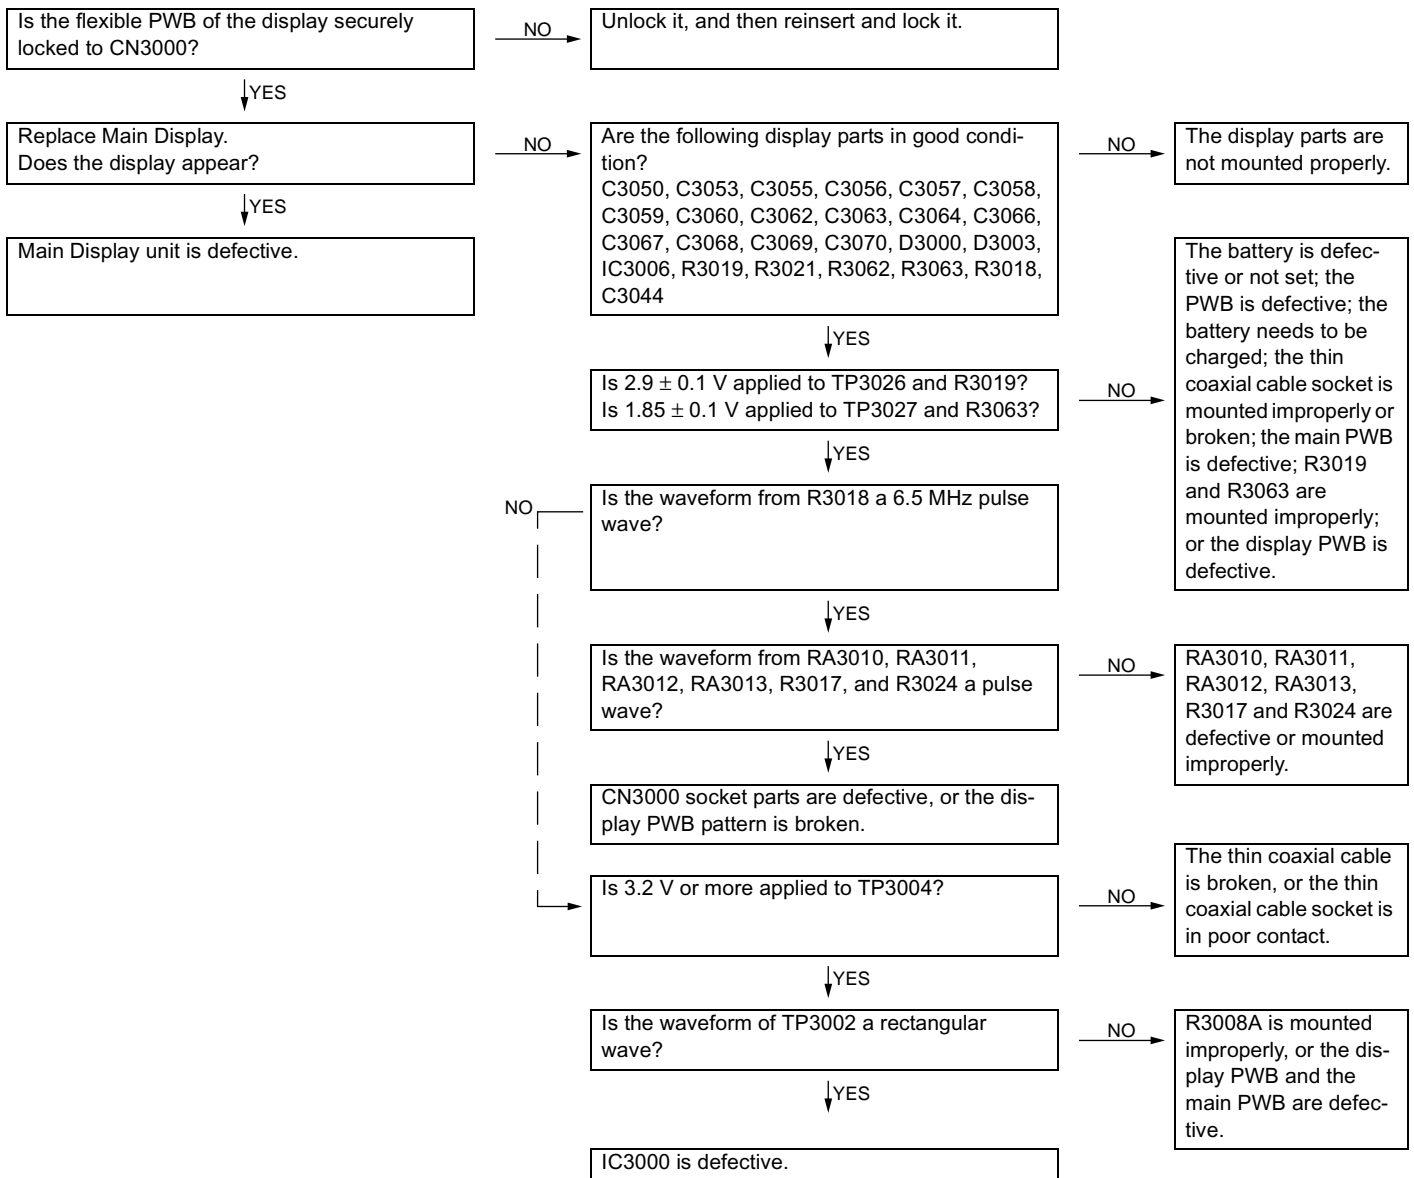 Is the flexible PWB of the display securely
locked to CN3000?
NO
Unlock it, and then reinsert and lock it.
YES
Replace Main Display.
Does the display appear?
NO
Are the following display parts in good condi-
tion?
C3050, C3053, C3055, C3056, C3057, C3058,
C3059, C3060, C3062, C3063, C3064, C3066,
C3067, C3068, C3069, C3070, D3000, D3003,
IC3006, R3019, R3021, R3062, R3063, R3018,
C3044
NO
The display parts are
not mounted properly.
YES
Main Display unit is defective.
YES
Is 2.9 ± 0.1 V applied to TP3026 and R3019?
Is 1.85 ± 0.1 V applied to TP3027 and R3063?
NO
The battery is defec-
tive or not set; the
PWB is defective; the
battery needs to be
charged; the thin
coaxial cable socket is
mounted improperly or
broken; the main PWB
is defective; R3019
and R3063 are
mounted improperly;
or the display PWB is
defective.
YES
Is the waveform from R3018 a 6.5 MHz pulse
wave?
NO
YES
Is the waveform from RA3010, RA3011,
RA3012, RA3013, R3017, and R3024 a pulse
wave?
NO
RA3010, RA3011,
RA3012, RA3013,
R3017 and R3024 are
defective or mounted
improperly.
YES
CN3000 socket parts are defective, or the dis-
play PWB pattern is broken.
Is 3.2 V or more applied to TP3004?
NO
The thin coaxial cable
is broken, or the thin
coaxial cable socket is
in poor contact.
YES
Is the waveform of TP3002 a rectangular
wave?
NO
R3008A is mounted
improperly, or the dis-
play PWB and the
main PWB are defec-
tive.
YES
IC3000 is defective.